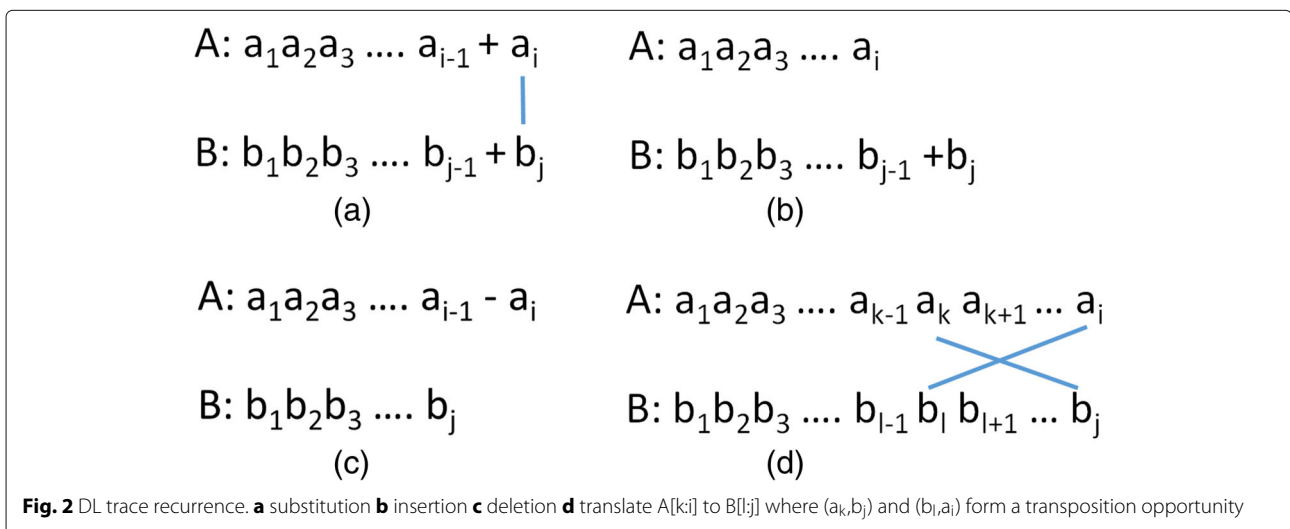 A: a₁a₂a₃ .... aᵢ₋₁ + aᵢ
B: b₁b₂b₃ .... bⱼ₋₁ + bⱼ
(a)
A: a₁a₂a₃ .... aᵢ
B: b₁b₂b₃ .... bⱼ₋₁ +bⱼ
(b)
A: a₁a₂a₃ .... aᵢ₋₁ - aᵢ
B: b₁b₂b₃ .... bⱼ
(c)
A: a₁a₂a₃ .... aₖ₋₁ aₖ aₖ₊₁ ... aᵢ
B: b₁b₂b₃ .... bₗ₋₁ bₗ bₗ₊₁ ... bⱼ
(d)
Fig. 2 DL trace recurrence. a substitution b insertion c deletion d translate A[k:i] to B[l:j] where (aₖ,bⱼ) and (bₗ,aᵢ) form a transposition opportunity